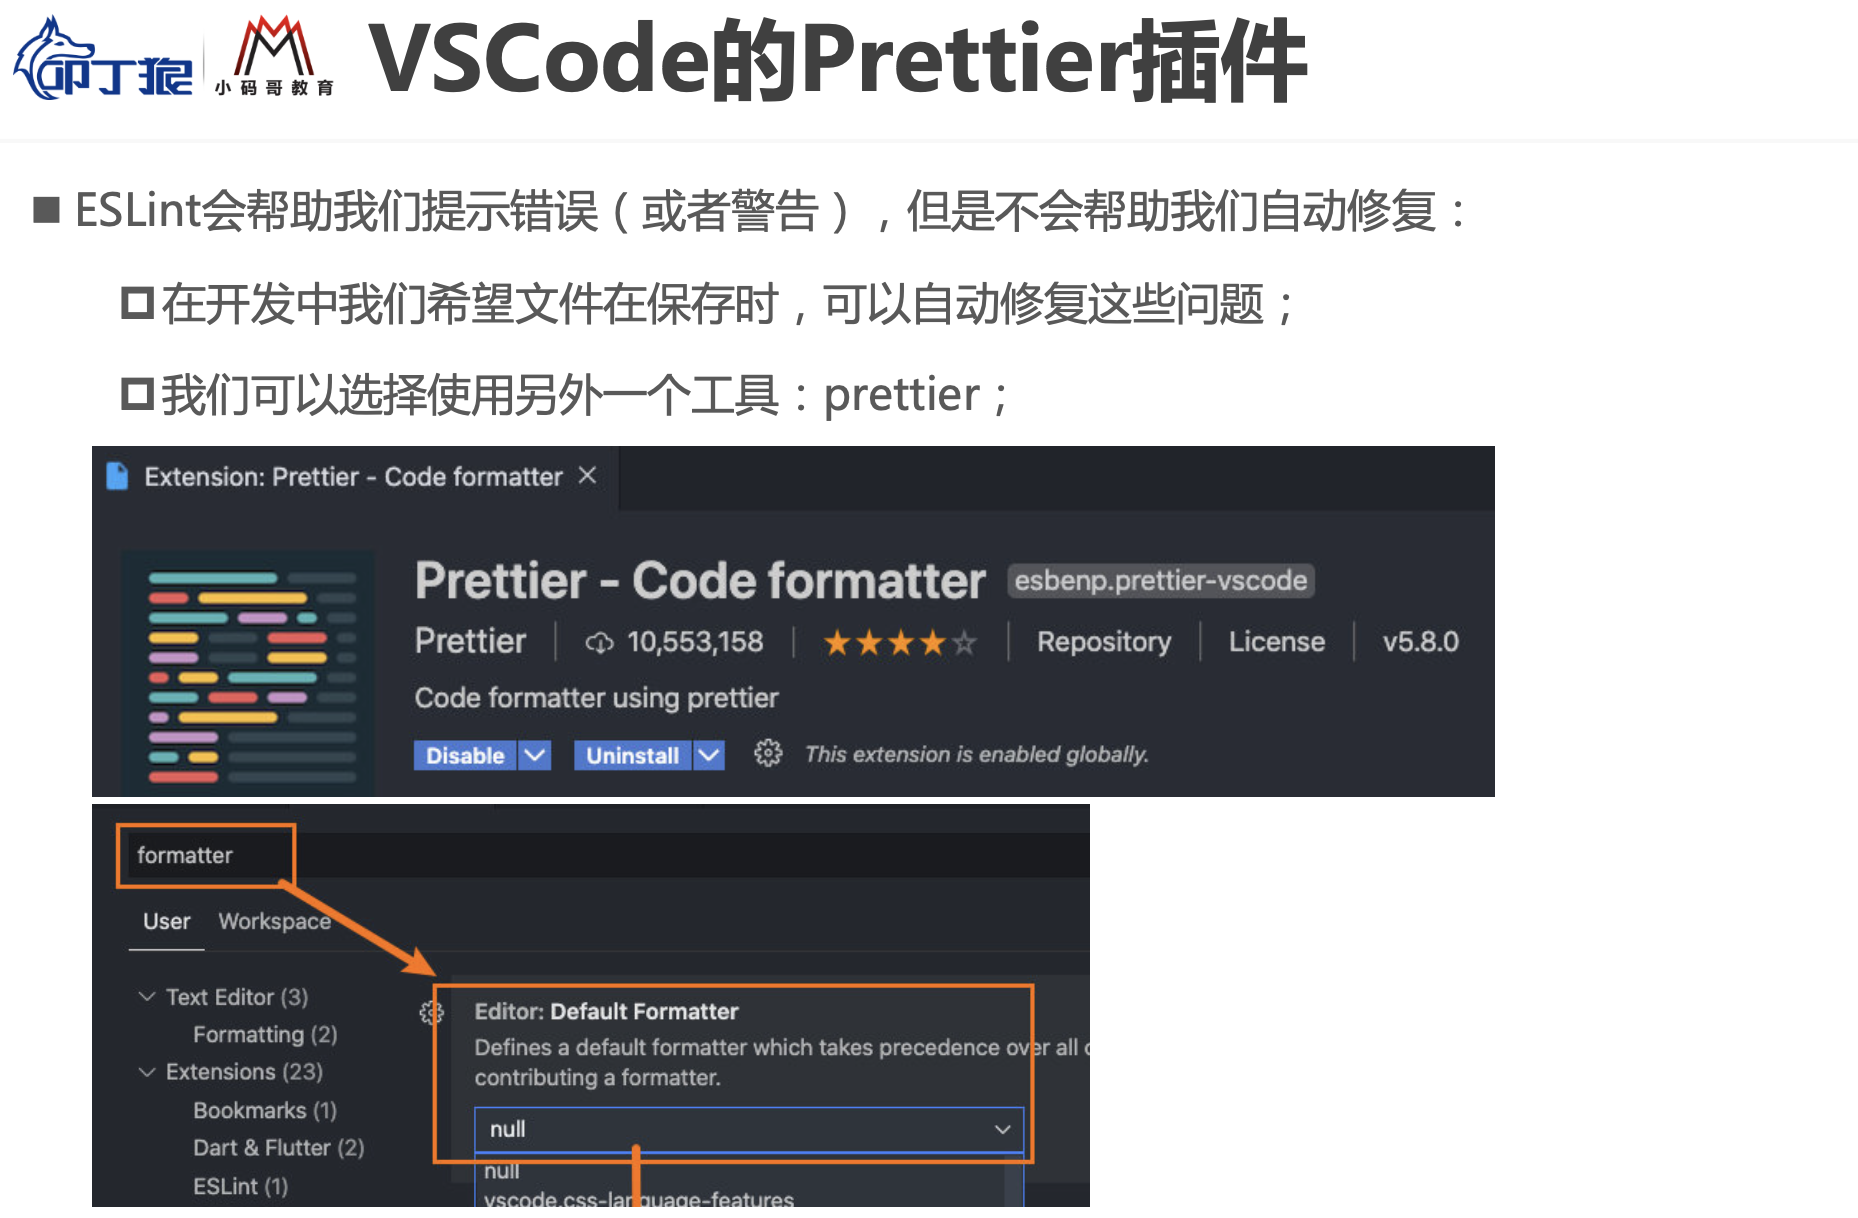 叩丁狼
小码哥教育
VSCode的Prettier插件
ESLint会帮助我们提示错误（或者警告），但是不会帮助我们自动修复：
在开发中我们希望文件在保存时，可以自动修复这些问题；
我们可以选择使用另外一个工具：prettier；
Extension: Prettier - Code formatter
Prettier - Code formatter esbenp.prettier-vscode
Prettier 10,553,158 Repository License v5.8.0
Code formatter using prettier
Disable Uninstall This extension is enabled globally.
formatter
User Workspace
Text Editor (3)
Formatting (2)
Extensions (23)
Bookmarks (1)
Dart & Flutter (2)
ESLint (1)
Editor: Default Formatter
Defines a default formatter which takes precedence over all
contributing a formatter.
null
null
vscode.css-language-features